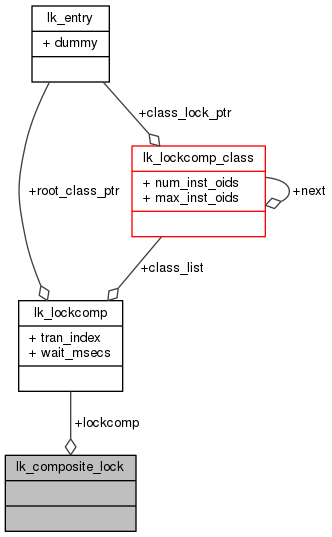 lk_entry
+ dummy
+class_lock_ptr
lk_lockcomp_class
+ num_inst_oids
+ max_inst_oids
+next
+root_class_ptr
+class_list
lk_lockcomp
+ tran_index
+ wait_msecs
+lockcomp
lk_composite_lock